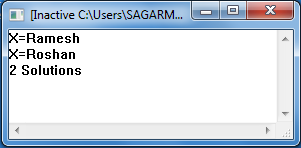 [Inactive C:\Users\SAGARM...
X=Ramesh
X=Roshan
2 Solutions